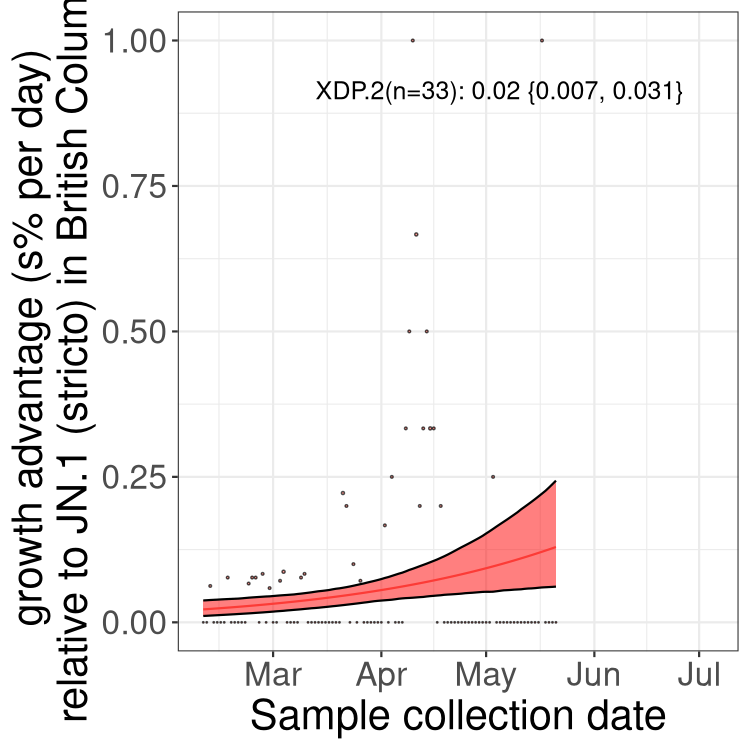 growth advantage (s% per day)
relative to JN.1 (stricto) in British Colum
1.00
0.75
0.50
0.25
0.00
XDP.2(n=33): 0.02 {0.007, 0.031}
Mar Apr May Jun Jul
Sample collection date